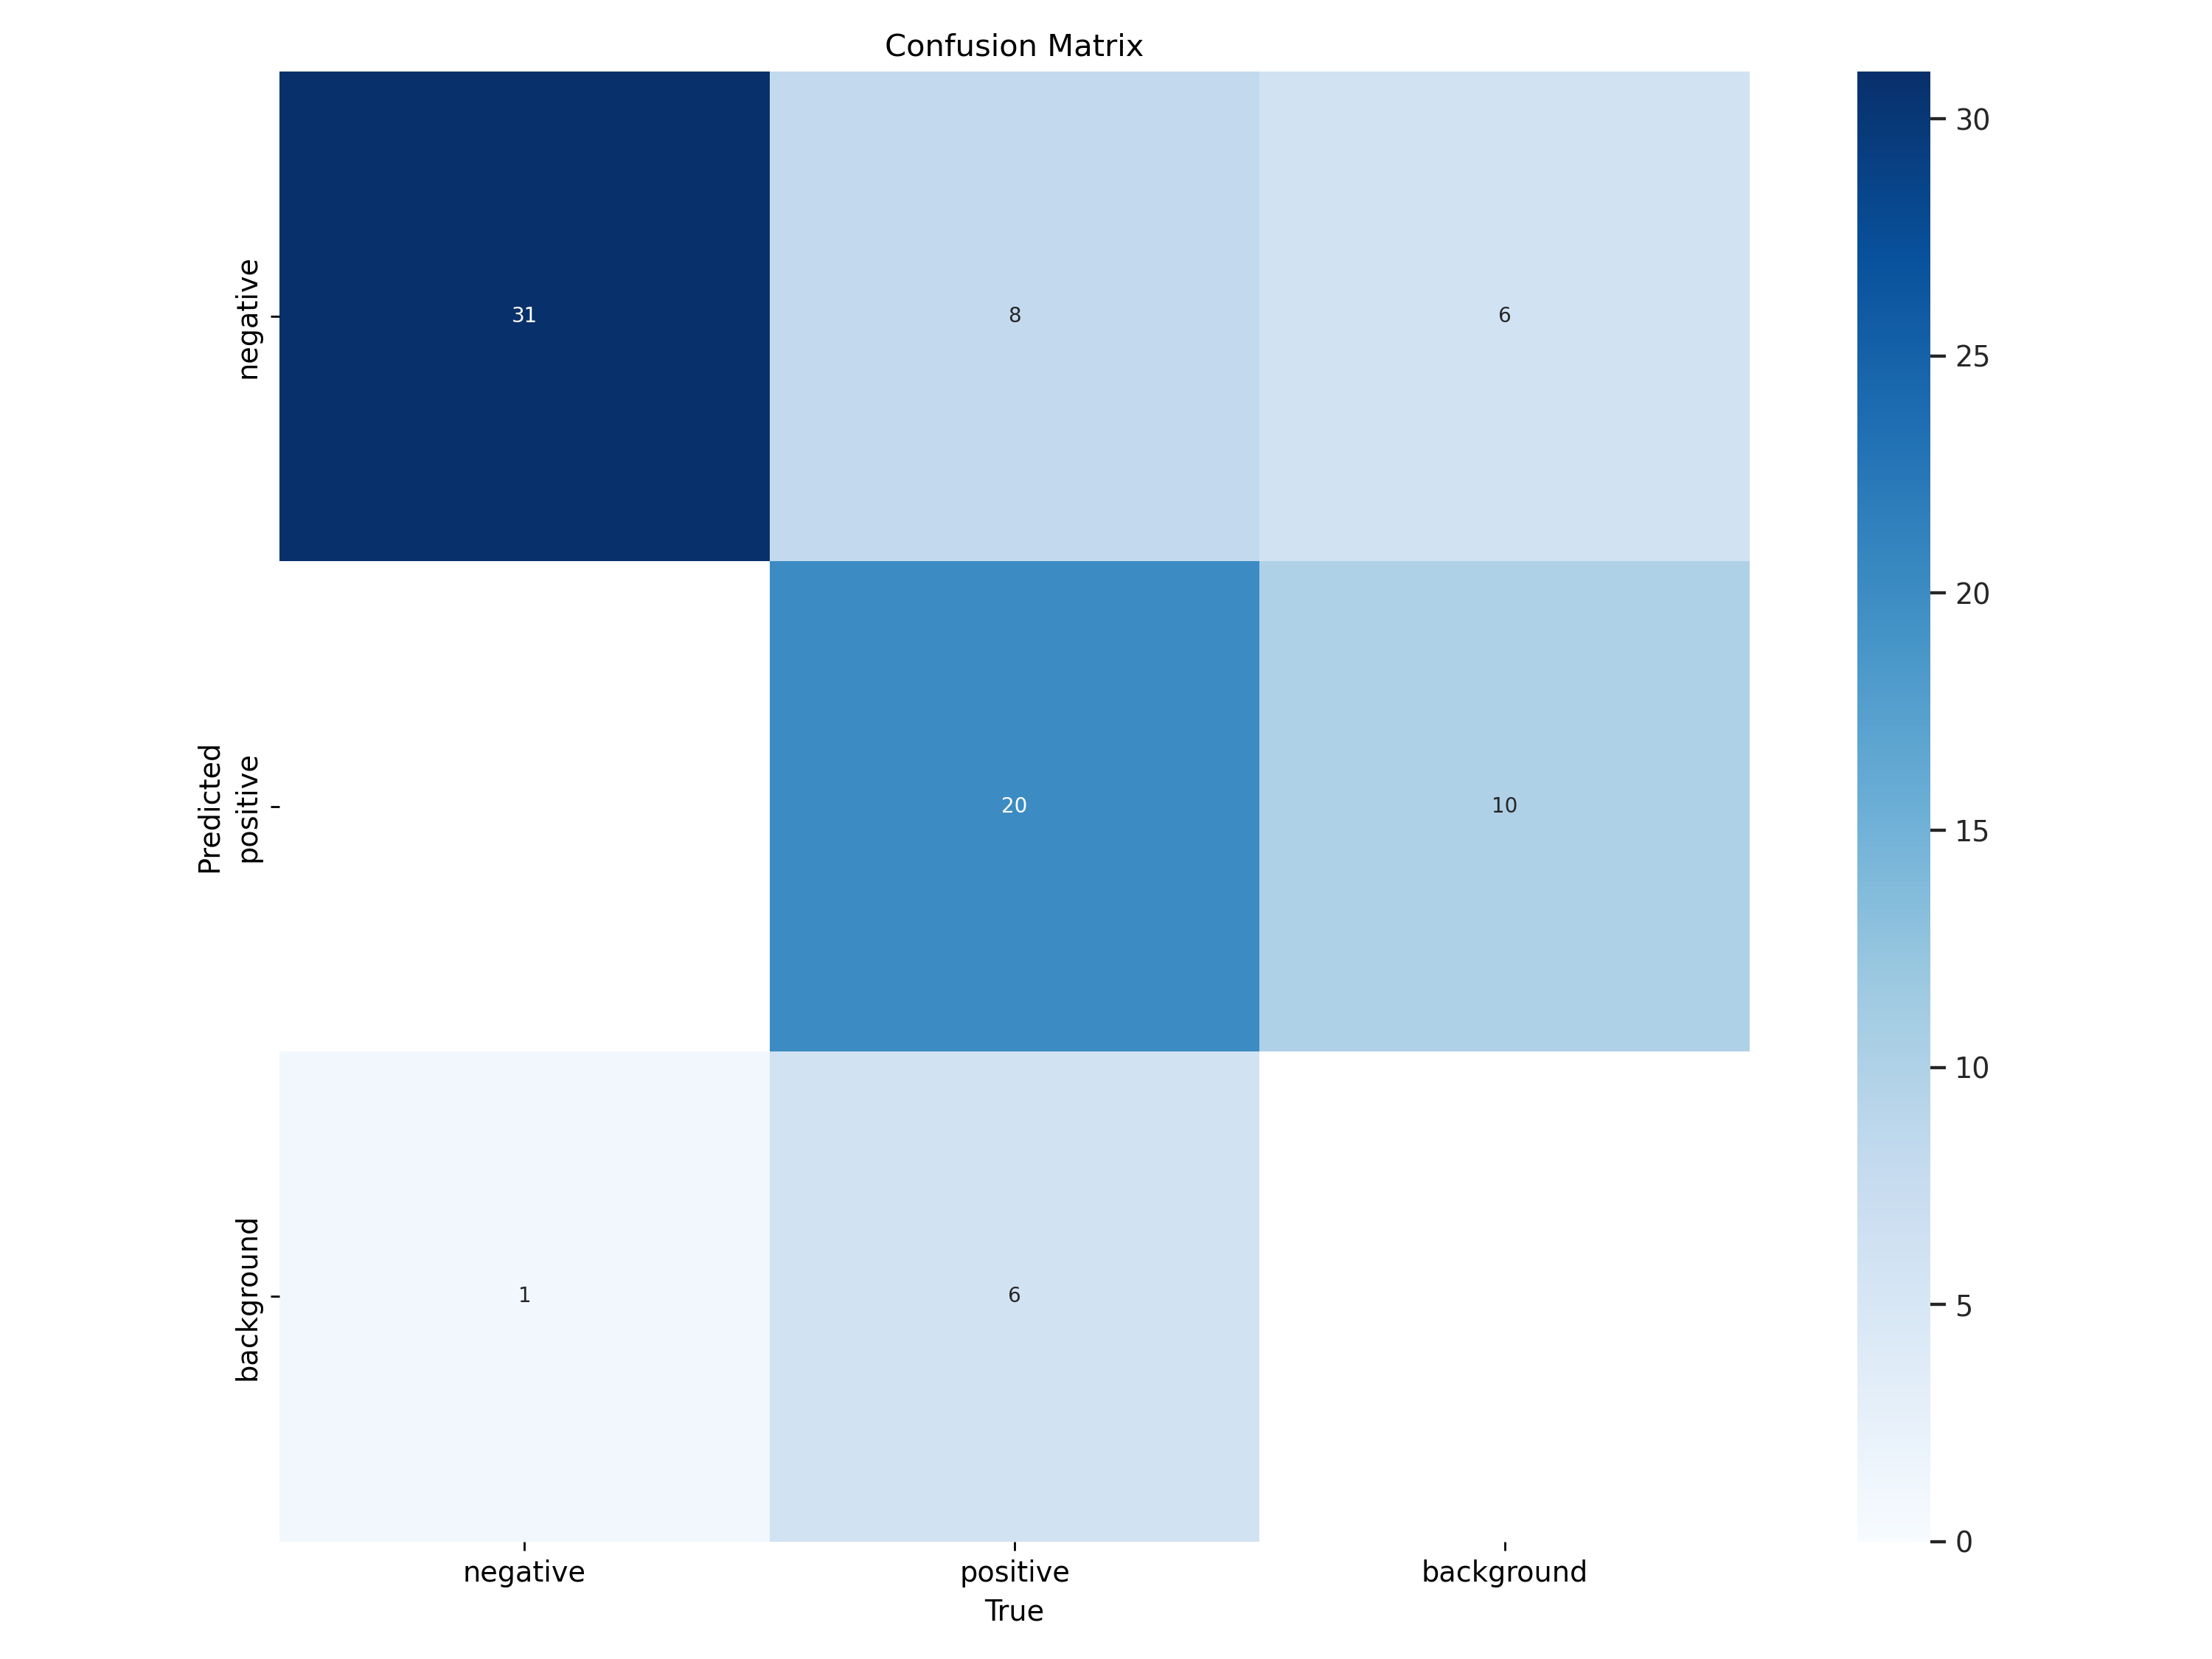 Confusion Matrix
negative
31
8
6
Predicted
positive
20
10
background
1
6
negative
positive
background
True
30
25
20
15
10
5
0